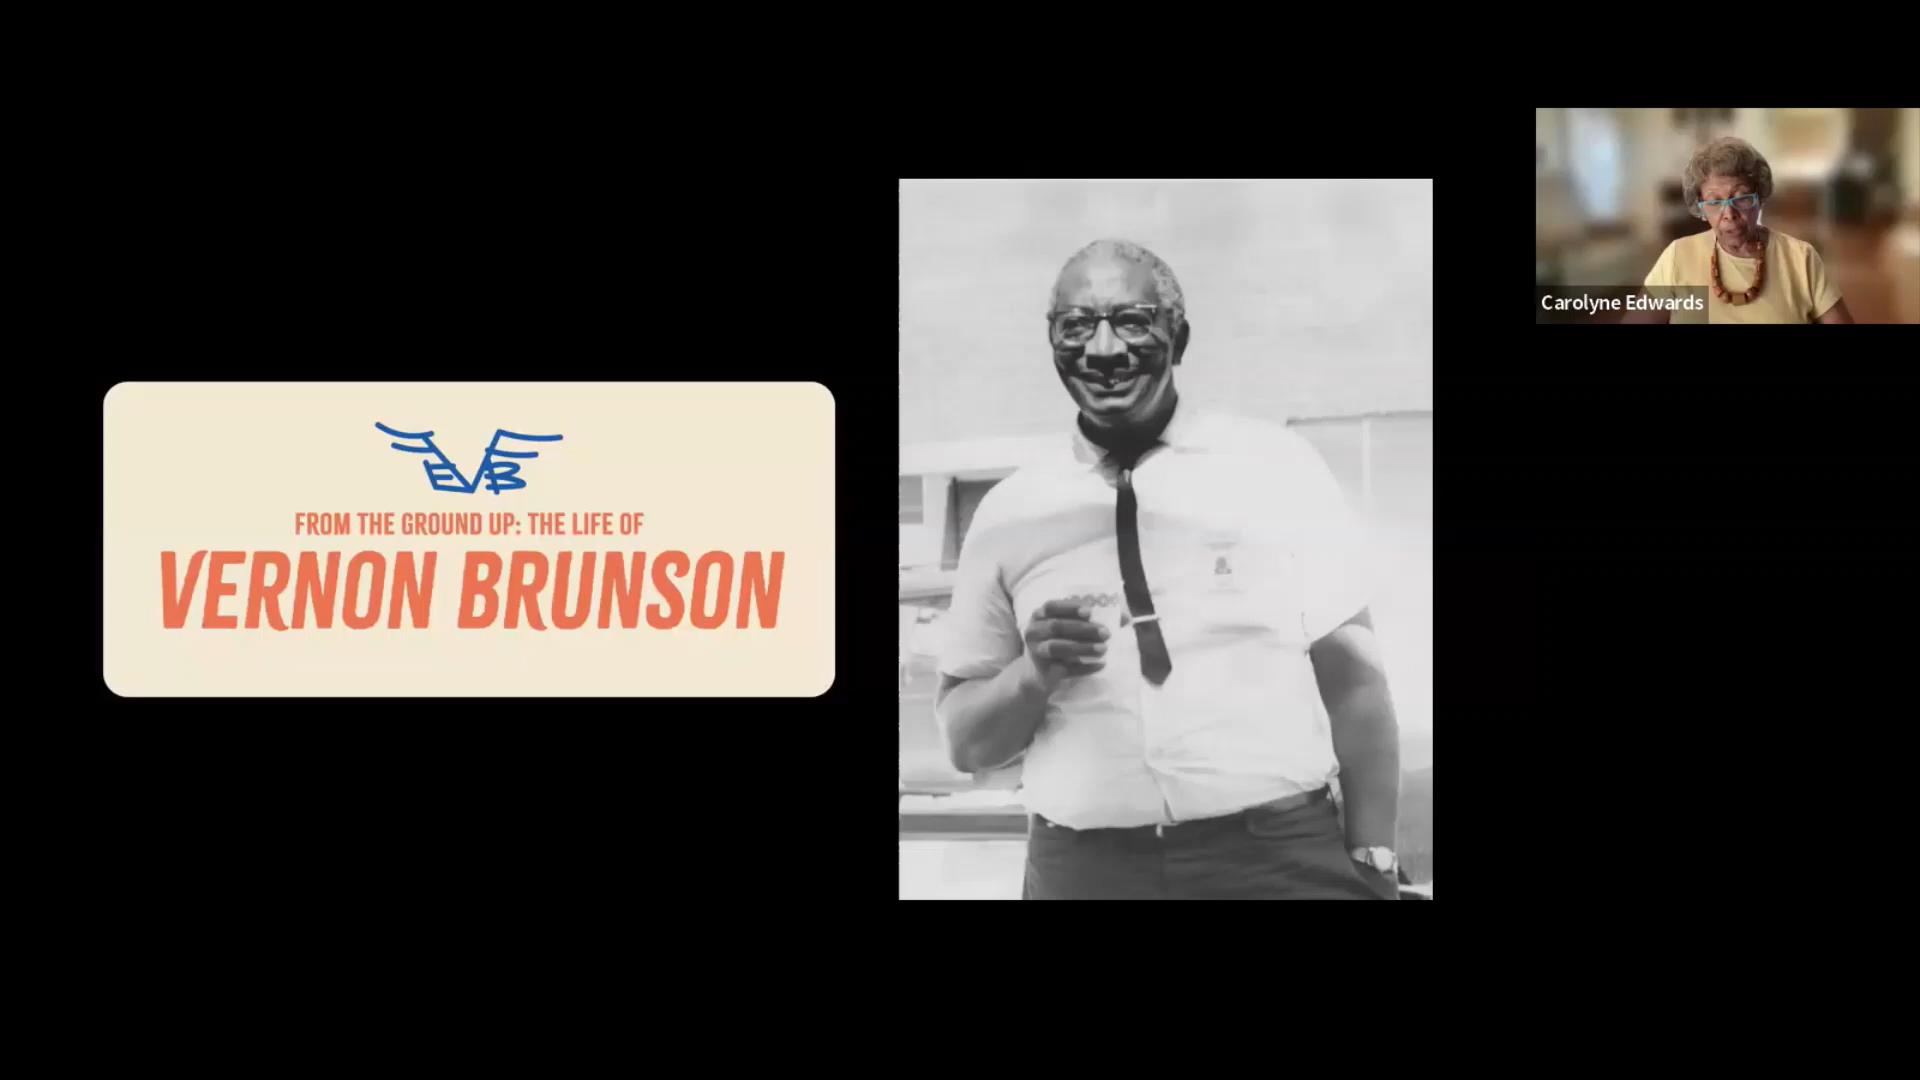 EVB
FROM THE GROUND UP: THE LIFE OF
VERNON BRUNSON
Carolyne Edwards